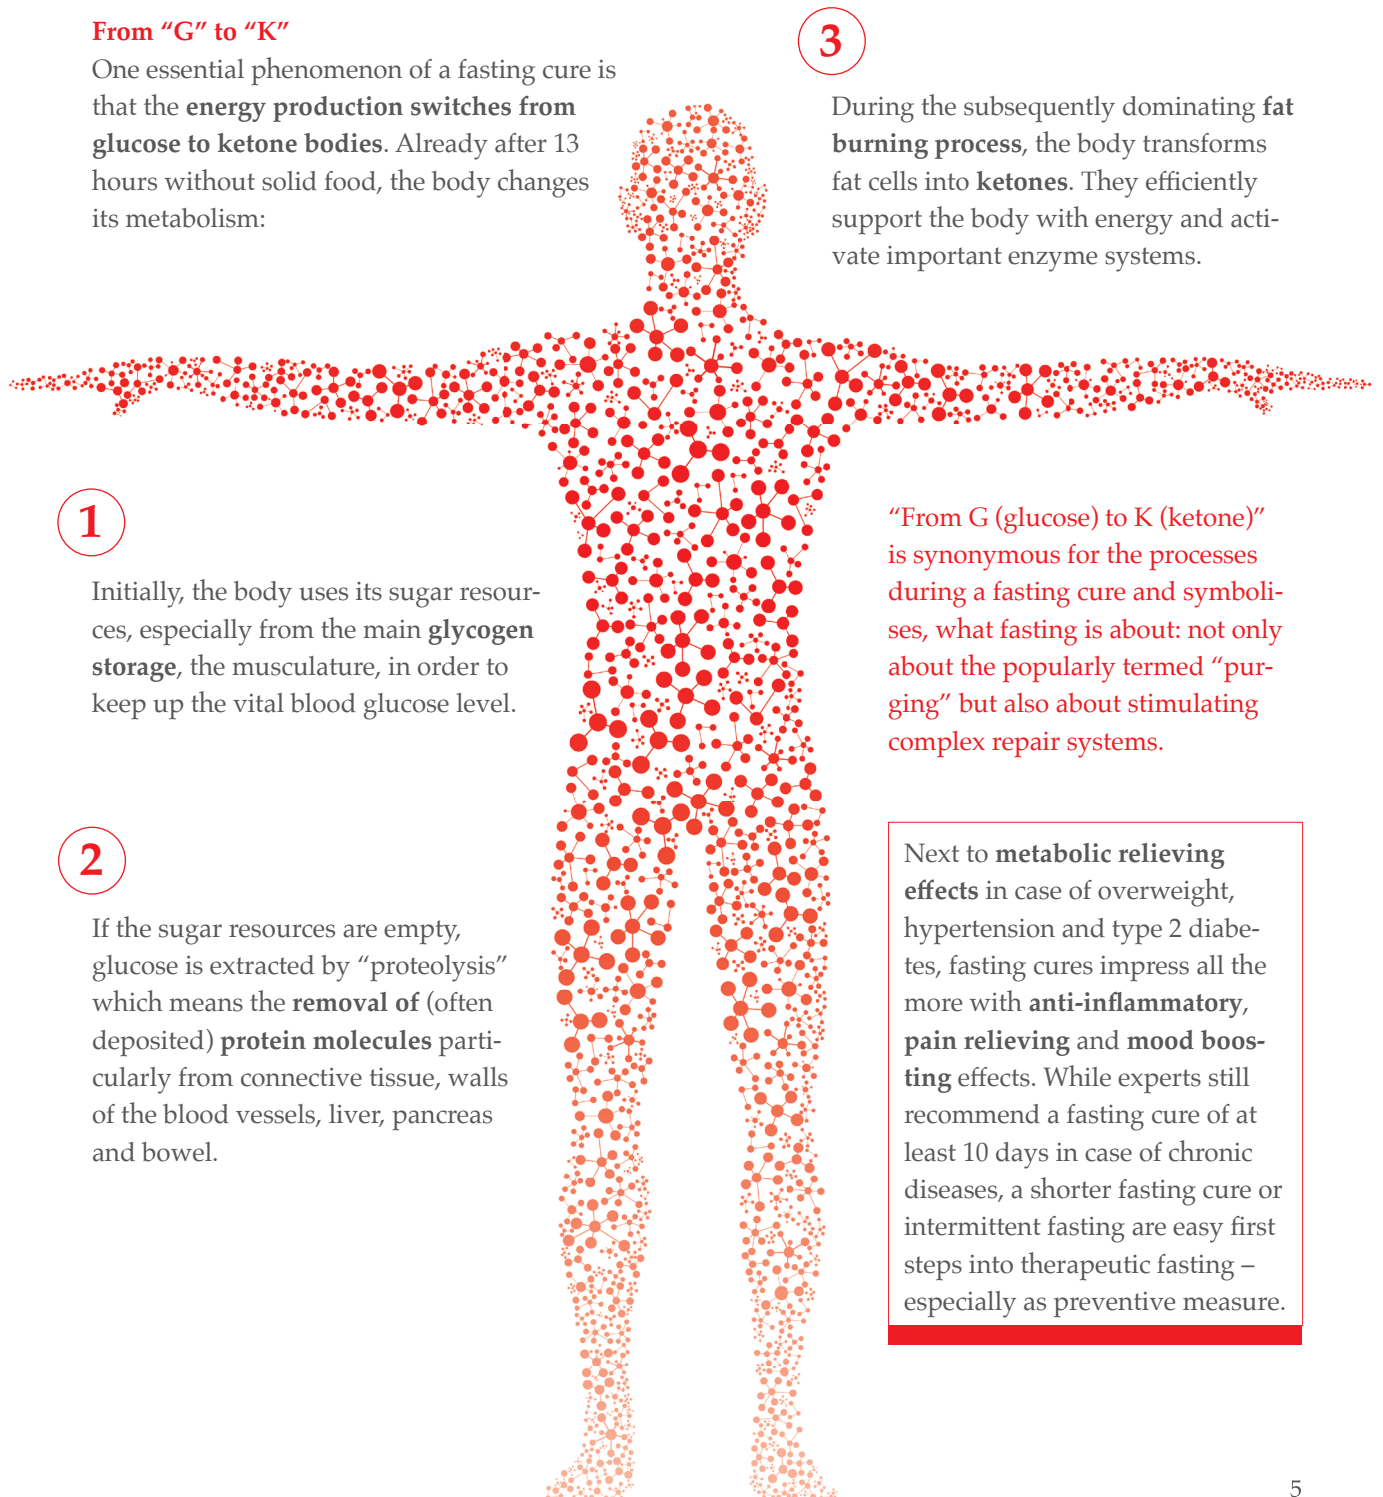 From “G” to “K”
One essential phenomenon of a fasting cure is
that the energy production switches from
glucose to ketone bodies. Already after 13
hours without solid food, the body changes
its metabolism:
1
Initially, the body uses its sugar resour-
ces, especially from the main glycogen
storage, the musculature, in order to
keep up the vital blood glucose level.
2
If the sugar resources are empty,
glucose is extracted by “proteolysis”
which means the removal of (often
deposited) protein molecules parti-
cularly from connective tissue, walls
of the blood vessels, liver, pancreas
and bowel.
3
During the subsequently dominating fat
burning process, the body transforms
fat cells into ketones. They efficiently
support the body with energy and acti-
vate important enzyme systems.
“From G (glucose) to K (ketone)”
is synonymous for the processes
during a fasting cure and symboli-
ses, what fasting is about: not only
about the popularly termed “pur-
ging” but also about stimulating
complex repair systems.
Next to metabolic relieving
effects in case of overweight,
hypertension and type 2 diabe-
tes, fasting cures impress all the
more with anti-inflammatory,
pain relieving and mood boos-
ting effects. While experts still
recommend a fasting cure of at
least 10 days in case of chronic
diseases, a shorter fasting cure or
intermittent fasting are easy first
steps into therapeutic fasting –
especially as preventive measure.
5